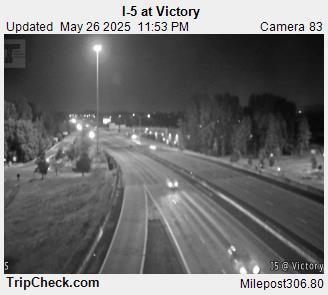 I-5 at Victory
Updated May 26 2025 11:53 PM Camera 83
S I5 @ Victory
TripCheck.com Milepost306.80